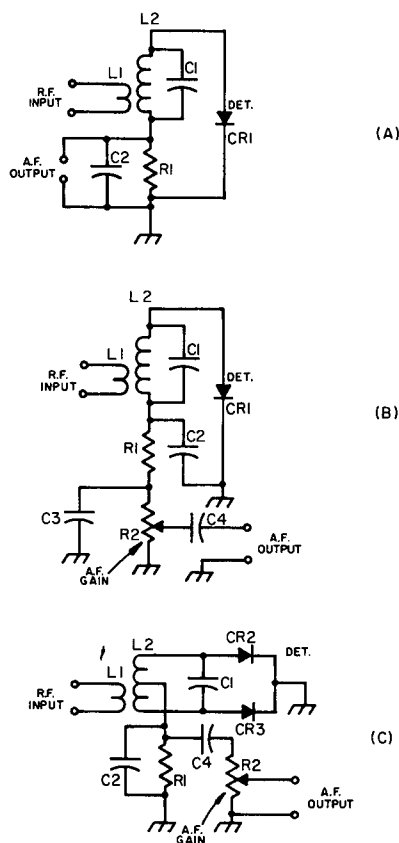 L2
L1
C1
R.F.
INPUT
DET.
CR1
(A)
A.F.
OUTPUT
C2
R1
L2
L1
C1
R.F.
INPUT
DET.
CR1
(B)
R1
C2
C3
R2
C4
A.F.
OUTPUT
A.F.
GAIN
L2
CR2
L1
DET.
R.F.
INPUT
C1
CR3
(C)
C4
C2
R1
R2
A.F.
OUTPUT
A.F.
GAIN